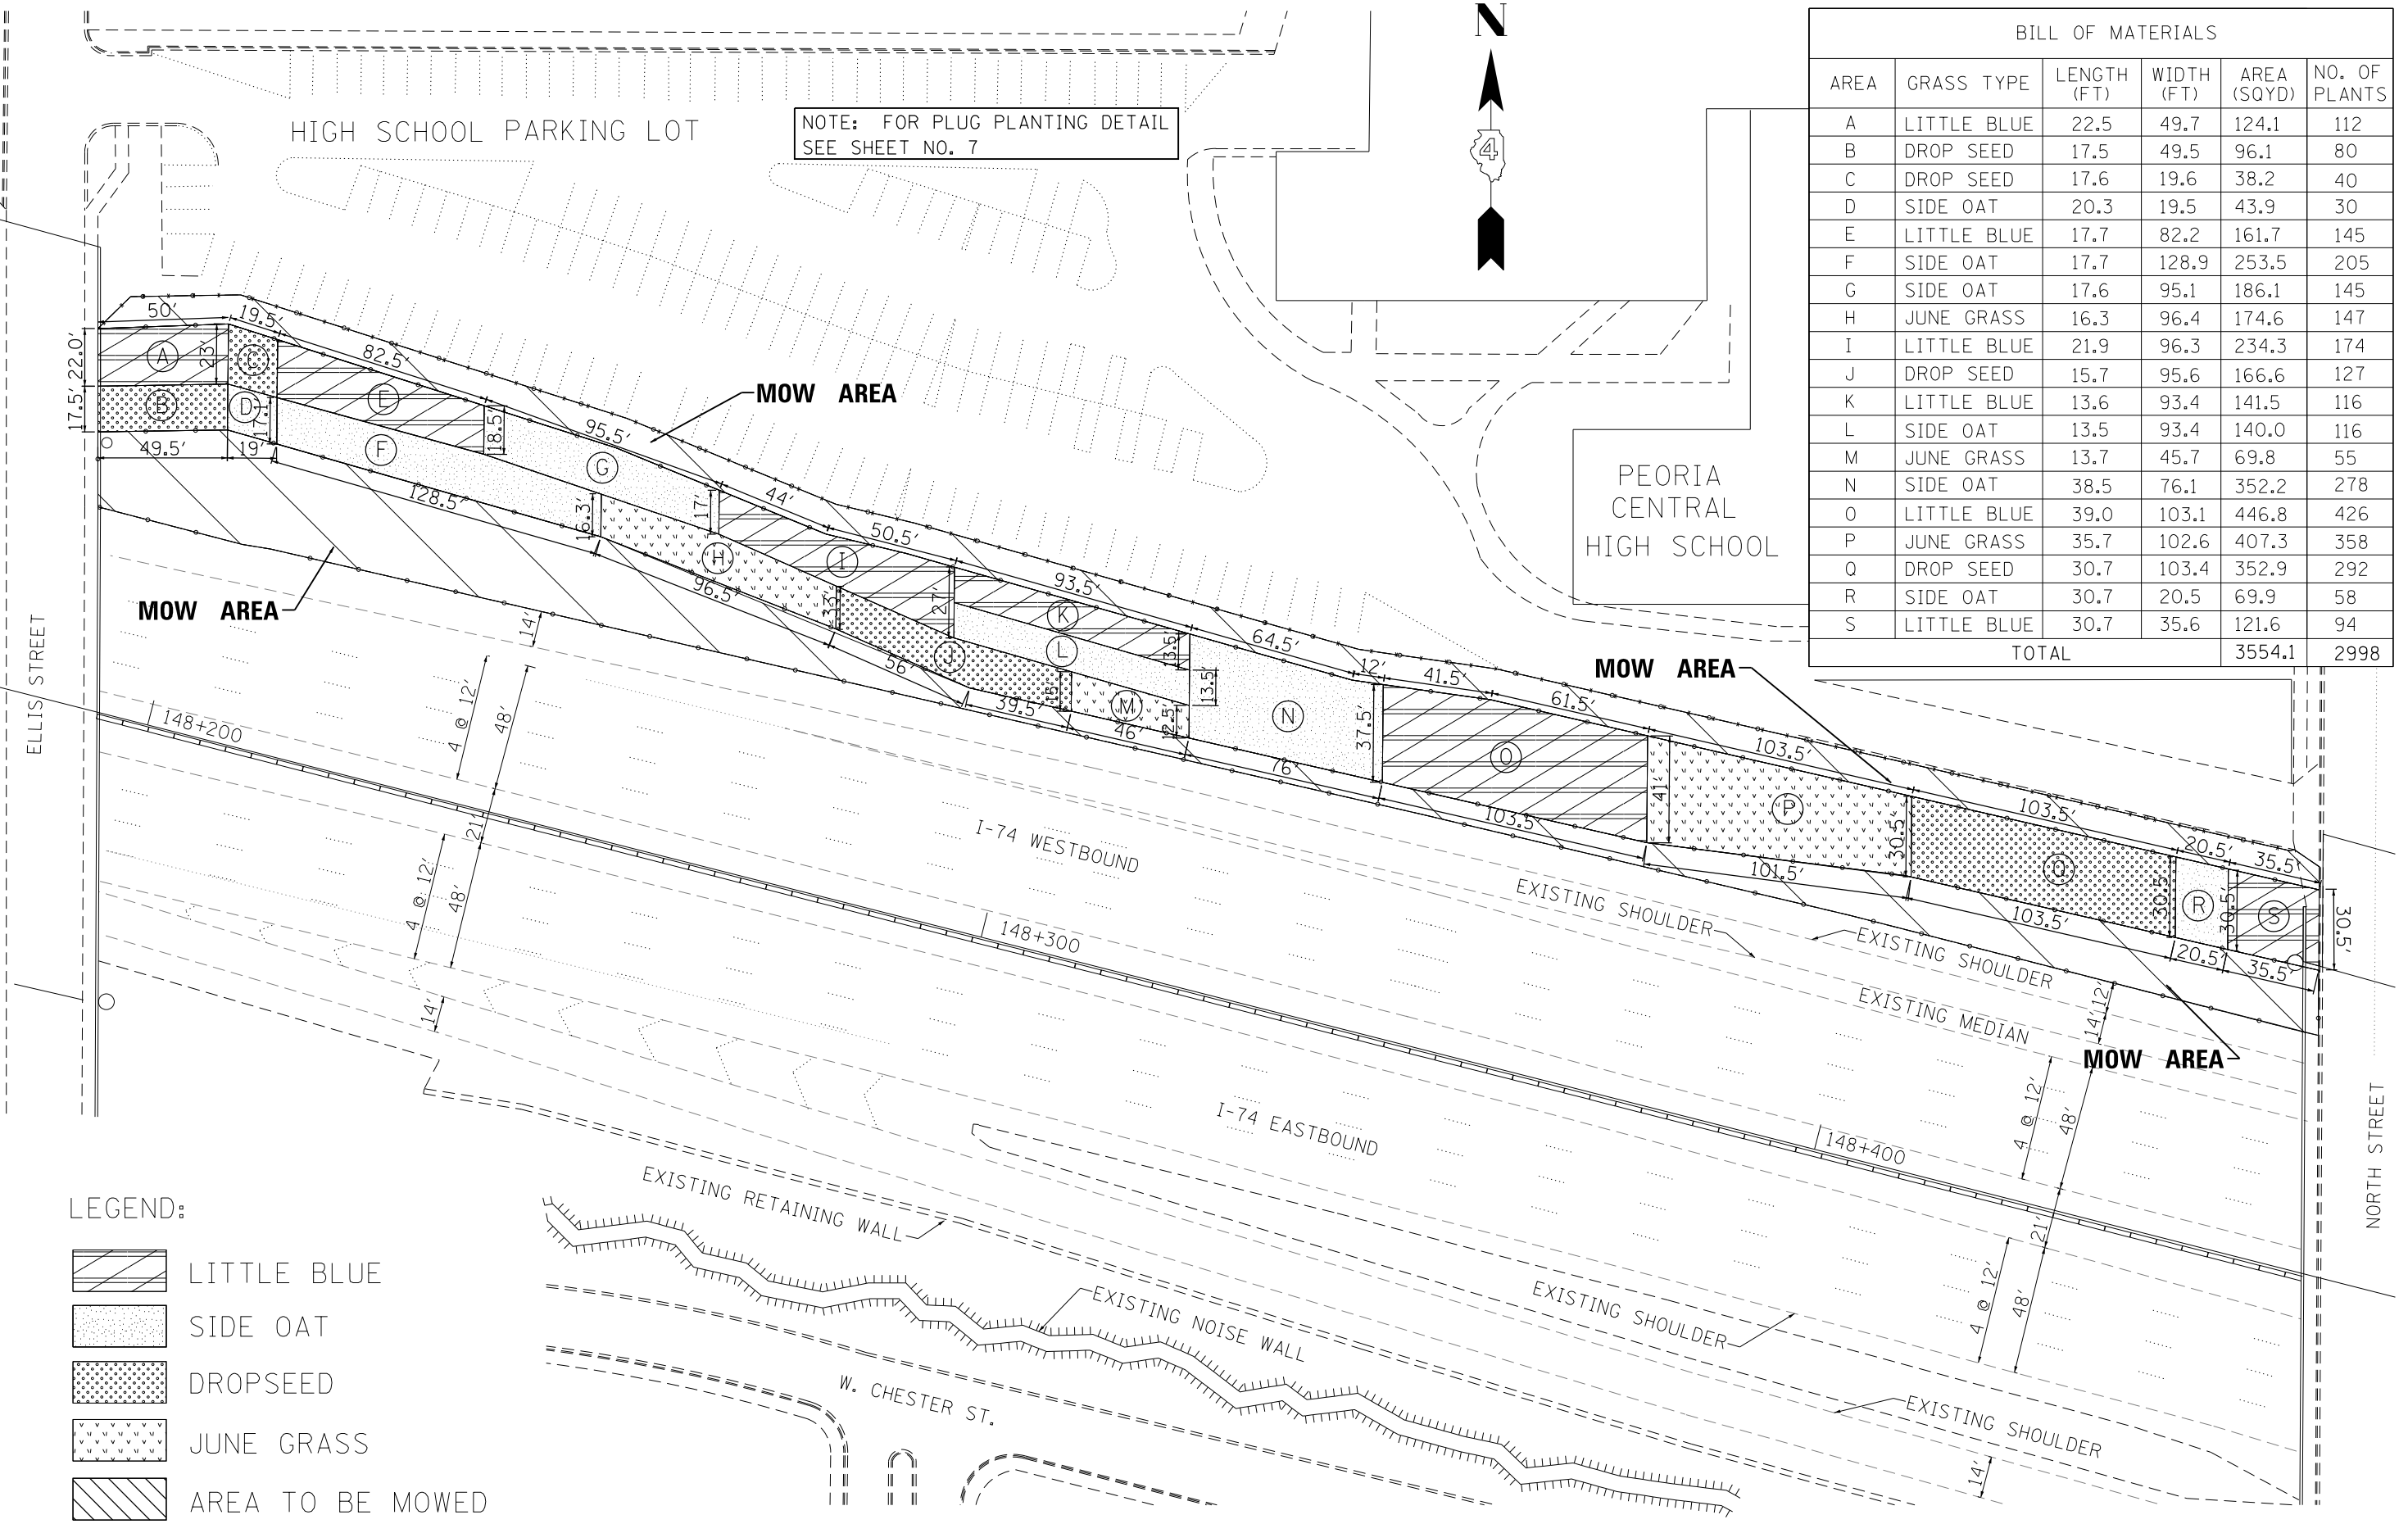 N
4
HIGH SCHOOL PARKING LOT
NOTE: FOR PLUG PLANTING DETAIL
SEE SHEET NO. 7
BILL OF MATERIALS
AREA GRASS TYPE LENGTH (FT) WIDTH (FT) AREA (SQYD) NO. OF PLANTS
A LITTLE BLUE 22.5 49.7 124.1 112
B DROP SEED 17.5 49.5 96.1 80
C DROP SEED 17.6 19.6 38.2 40
D SIDE OAT 20.3 19.5 43.9 30
E LITTLE BLUE 17.7 82.2 161.7 145
F SIDE OAT 17.7 128.9 253.5 205
G SIDE OAT 17.6 95.1 186.1 145
H JUNE GRASS 16.3 96.4 174.6 147
I LITTLE BLUE 21.9 96.3 234.3 174
J DROP SEED 15.7 95.6 166.6 127
K LITTLE BLUE 13.6 93.4 141.5 116
L SIDE OAT 13.5 93.4 140.0 116
M JUNE GRASS 13.7 45.7 69.8 55
N SIDE OAT 38.5 76.1 352.2 278
O LITTLE BLUE 39.0 103.1 446.8 426
P JUNE GRASS 35.7 102.6 407.3 358
Q DROP SEED 30.7 103.4 352.9 292
R SIDE OAT 30.7 20.5 69.9 58
S LITTLE BLUE 30.7 35.6 121.6 94
TOTAL 3554.1 2998
PEORIA
CENTRAL
HIGH SCHOOL
50'
19.5'
82.5'
95.5'
44'
50.5'
93.5'
64.5'
12'
41.5'
61.5'
103.5'
103.5'
20.5'
35.5'
22.0'
17.5'
23'
17.1'
18.5'
16.3'
17'
27'
13.5'
13.5'
12.5'
15'
37.5'
41'
30.5'
30.5'
30.5'
30.5'
A
B
C
D
E
F
G
H
I
J
K
L
M
N
O
P
Q
R
S
49.5'
19'
128.5'
96.5'
56'
39.5'
46'
76'
103.5'
101.5'
103.5'
20.5'
35.5'
MOW AREA
MOW AREA
MOW AREA
MOW AREA
ELLIS STREET
NORTH STREET
148+200
148+300
148+400
14'
4 @ 12'
48'
21'
4 @ 12'
48'
14'
I-74 WESTBOUND
I-74 EASTBOUND
EXISTING SHOULDER
EXISTING SHOULDER
EXISTING MEDIAN
12'
14'
4 @ 12'
48'
21'
4 @ 12'
48'
14'
EXISTING RETAINING WALL
EXISTING NOISE WALL
EXISTING SHOULDER
EXISTING SHOULDER
W. CHESTER ST.
LEGEND:
LITTLE BLUE
SIDE OAT
DROPSEED
JUNE GRASS
AREA TO BE MOWED